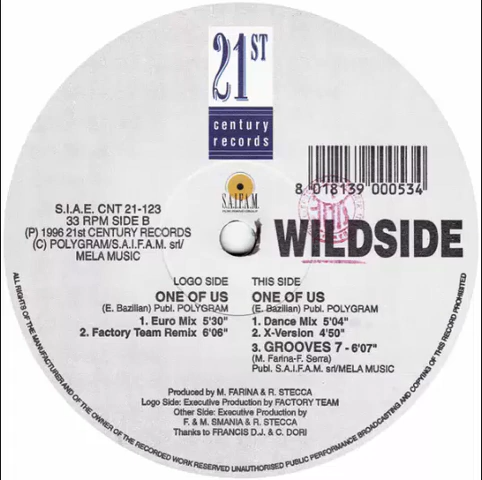 21ST
century
records
SAIFAM
8 018139 000534
WILDSIDE
S.I.A.E. CNT 21-123
33 RPM SIDE B
(P) 1996 21st CENTURY RECORDS
(C) POLYGRAM/S.A.I.F.A.M. srl/
MELA MUSIC
LOGO SIDE
ONE OF US
(E. Bazilian) Publ. POLYGRAM
1. Euro Mix 5'30"
2. Factory Team Remix 6'06"
THIS SIDE
ONE OF US
(E. Bazilian) Publ. POLYGRAM
1. Dance Mix 5'04"
2. X-Version 4'50"
3. GROOVES 7 - 6'07"
(M. Farina-F. Serra)
Publ. S.A.I.F.A.M. srl/MELA MUSIC
Produced by M. FARINA & R. STECCA
Logo Side: Executive Production by FACTORY TEAM
Other Side: Executive Production by
F. & M. SMANIA & R. STECCA
Thanks to FRANCIS D.J. & C. DORI
ALL RIGHTS OF THE MANUFACTURER AND OF THE OWNER OF THE RECORDED WORK RESERVED UNAUTHORISED PUBLIC PERFORMANCE BROADCASTING AND COPYING OF THIS RECORD PROHIBITED